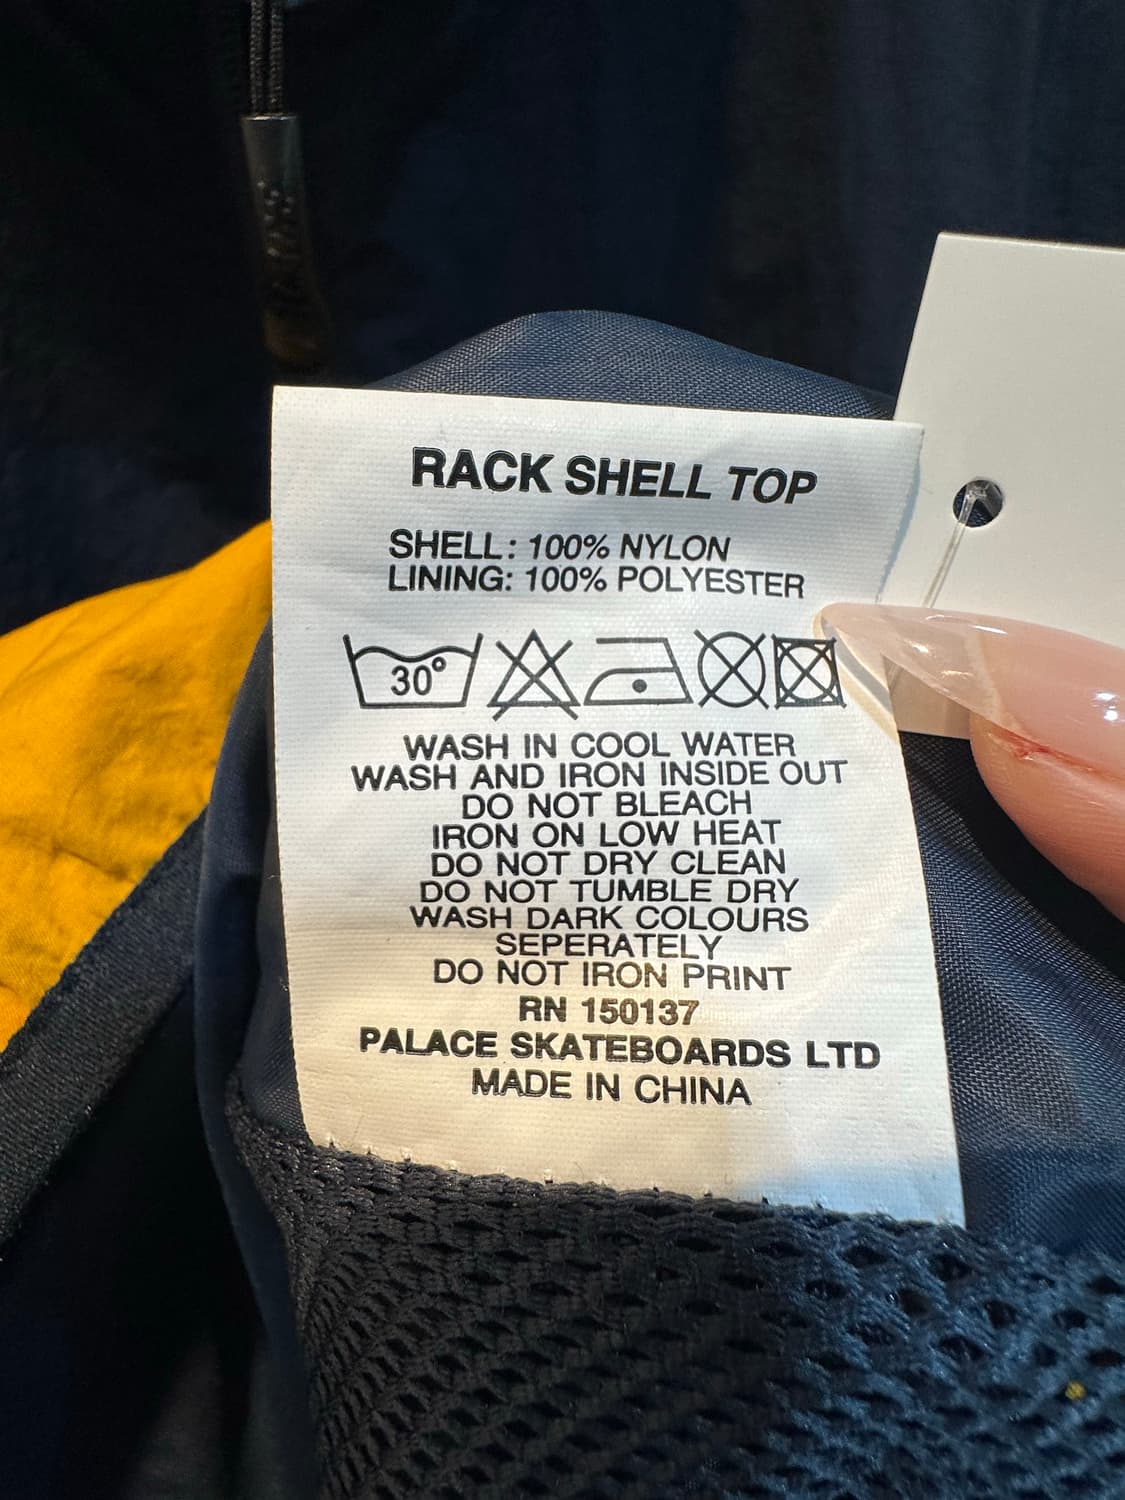 RACK SHELL TOP
SHELL: 100% NYLON
LINING: 100% POLYESTER
30°
WASH IN COOL WATER
WASH AND IRON INSIDE OUT
DO NOT BLEACH
IRON ON LOW HEAT
DO NOT DRY CLEAN
DO NOT TUMBLE DRY
WASH DARK COLOURS
SEPERATELY
DO NOT IRON PRINT
RN 150137
PALACE SKATEBOARDS LTD
MADE IN CHINA